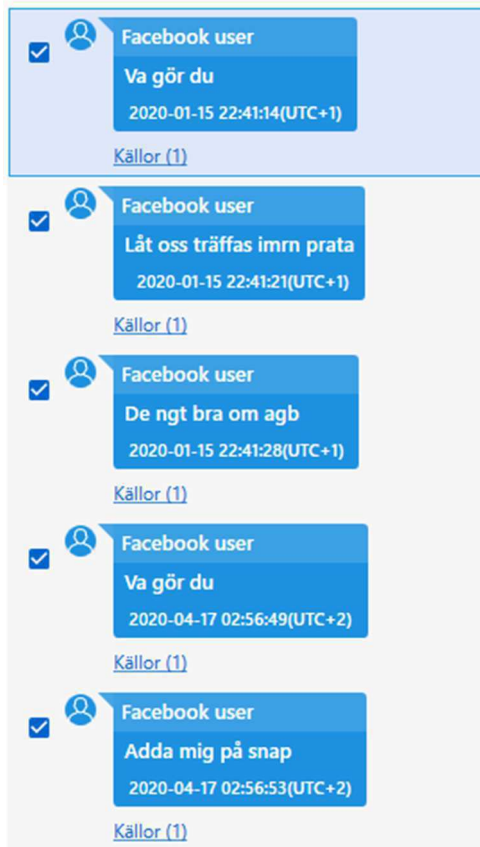 Facebook user
Va gör du
2020-01-15 22:41:14(UTC+1)
Källor (1)
Facebook user
Låt oss träffas imrn prata
2020-01-15 22:41:21(UTC+1)
Källor (1)
Facebook user
De ngt bra om agb
2020-01-15 22:41:28(UTC+1)
Källor (1)
Facebook user
Va gör du
2020-04-17 02:56:49(UTC+2)
Källor (1)
Facebook user
Adda mig på snap
2020-04-17 02:56:53(UTC+2)
Källor (1)